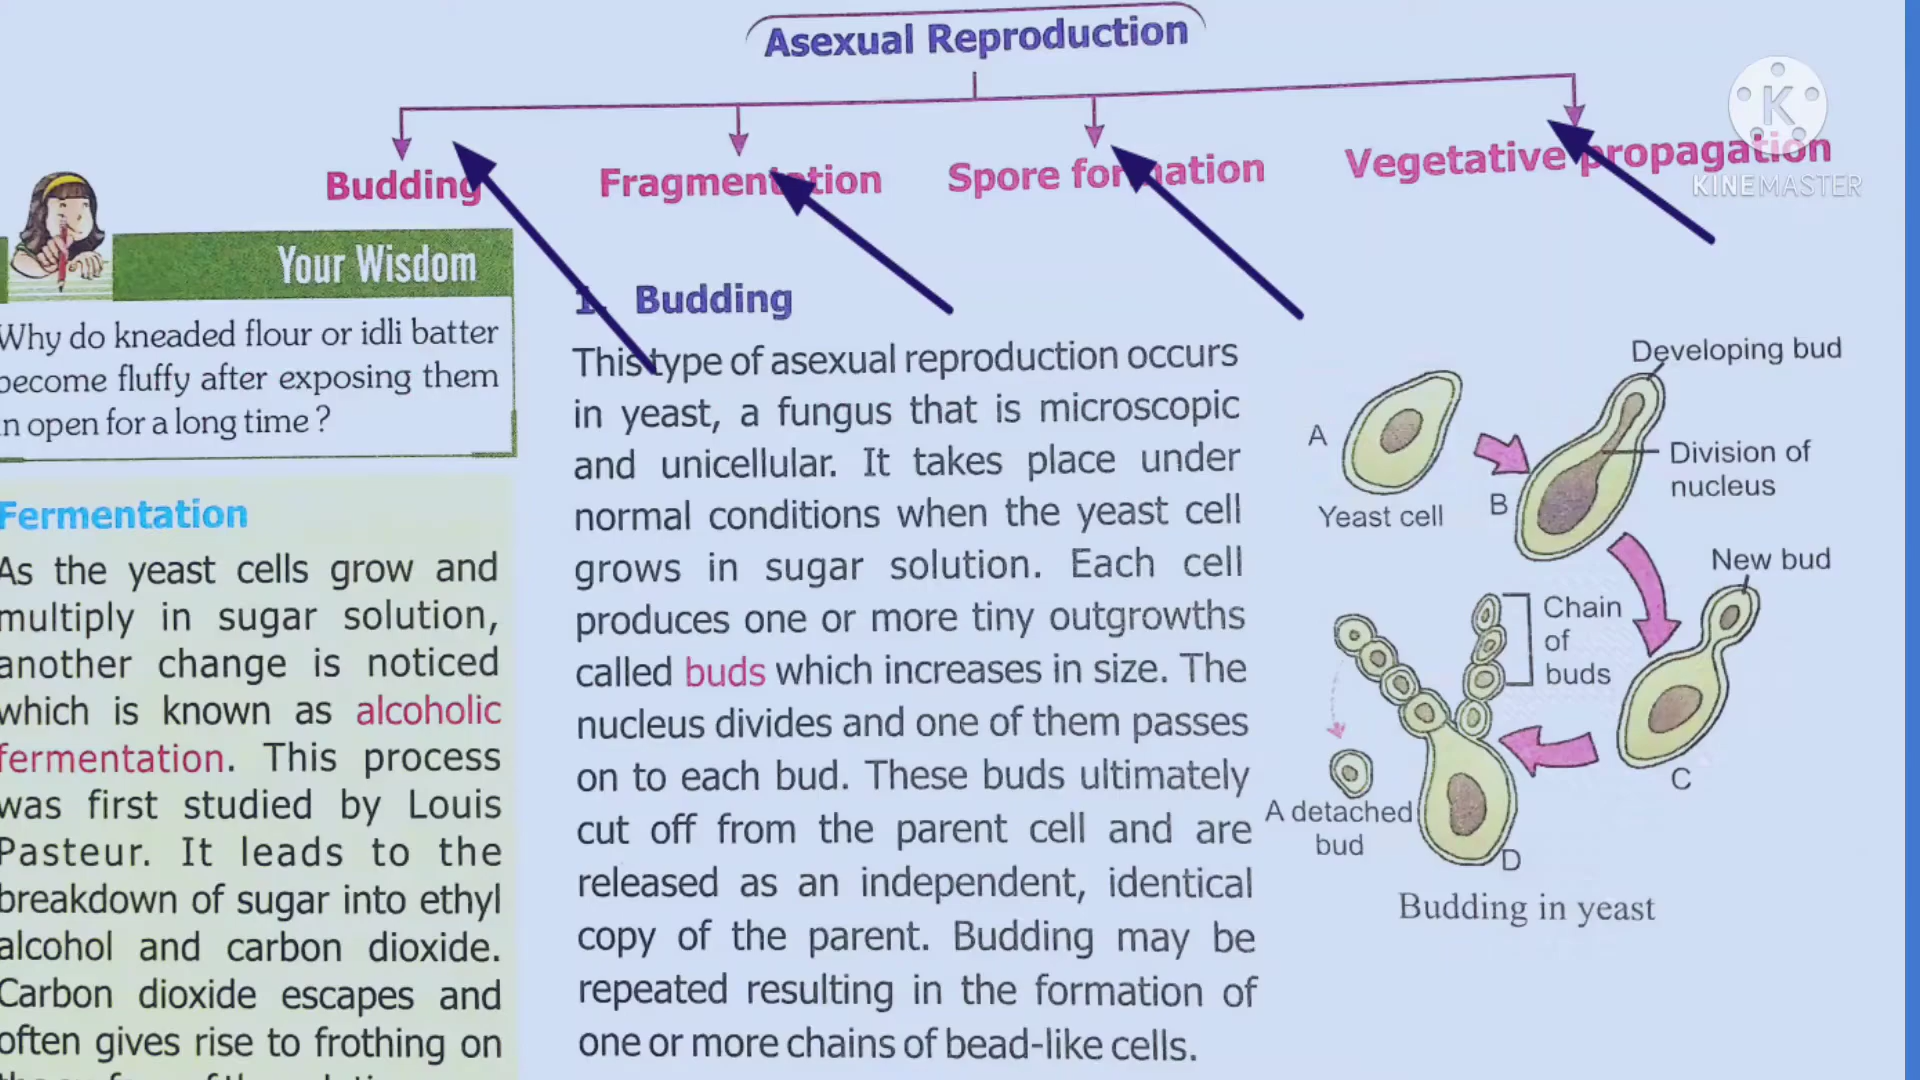 Asexual Reproduction
Budding
Fragmentation
Spore formation
Vegetative propagation
K
KINEMASTER
Your Wisdom
Why do kneaded flour or idli batter
become fluffy after exposing them
in open for a long time ?
Fermentation
As the yeast cells grow and
multiply in sugar solution,
another change is noticed
which is known as alcoholic
fermentation. This process
was first studied by Louis
Pasteur. It leads to the
breakdown of sugar into ethyl
alcohol and carbon dioxide.
Carbon dioxide escapes and
often gives rise to frothing on
1. Budding
This type of asexual reproduction occurs
in yeast, a fungus that is microscopic
and unicellular. It takes place under
normal conditions when the yeast cell
grows in sugar solution. Each cell
produces one or more tiny outgrowths
called buds which increases in size. The
nucleus divides and one of them passes
on to each bud. These buds ultimately
cut off from the parent cell and are
released as an independent, identical
copy of the parent. Budding may be
repeated resulting in the formation of
one or more chains of bead-like cells.
Developing bud
A
Division of
nucleus
B
Yeast cell
New bud
Chain
of
buds
C
A detached
bud
D
Budding in yeast